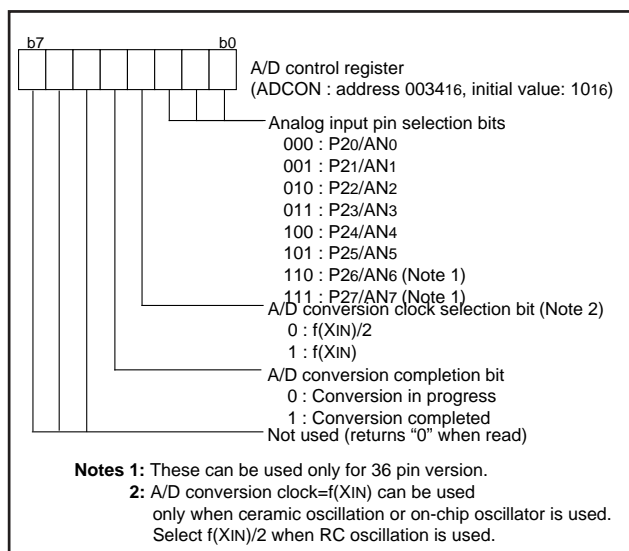 b7 b0
A/D control register
(ADCON : address 003416, initial value: 1016)
Analog input pin selection bits
000 : P20/AN0
001 : P21/AN1
010 : P22/AN2
011 : P23/AN3
100 : P24/AN4
101 : P25/AN5
110 : P26/AN6 (Note 1)
111 : P27/AN7 (Note 1)
A/D conversion clock selection bit (Note 2)
0 : f(XIN)/2
1 : f(XIN)
A/D conversion completion bit
0 : Conversion in progress
1 : Conversion completed
Not used (returns “0” when read)
Notes 1: These can be used only for 36 pin version.
2: A/D conversion clock=f(XIN) can be used
only when ceramic oscillation or on-chip oscillator is used.
Select f(XIN)/2 when RC oscillation is used.